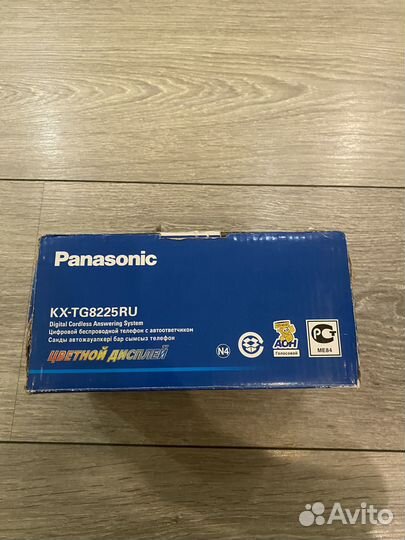 Panasonic
KX-TG8225RU
Digital Cordless Answering System
Цифровой беспроводной телефон с автоответчиком
Сандық автожауапкері бар сымсыз телефон
ЦВЕТНОЙ ДИСПЛЕЙ
N4
АОН
Голосовой
РСТ
ME84
Avito